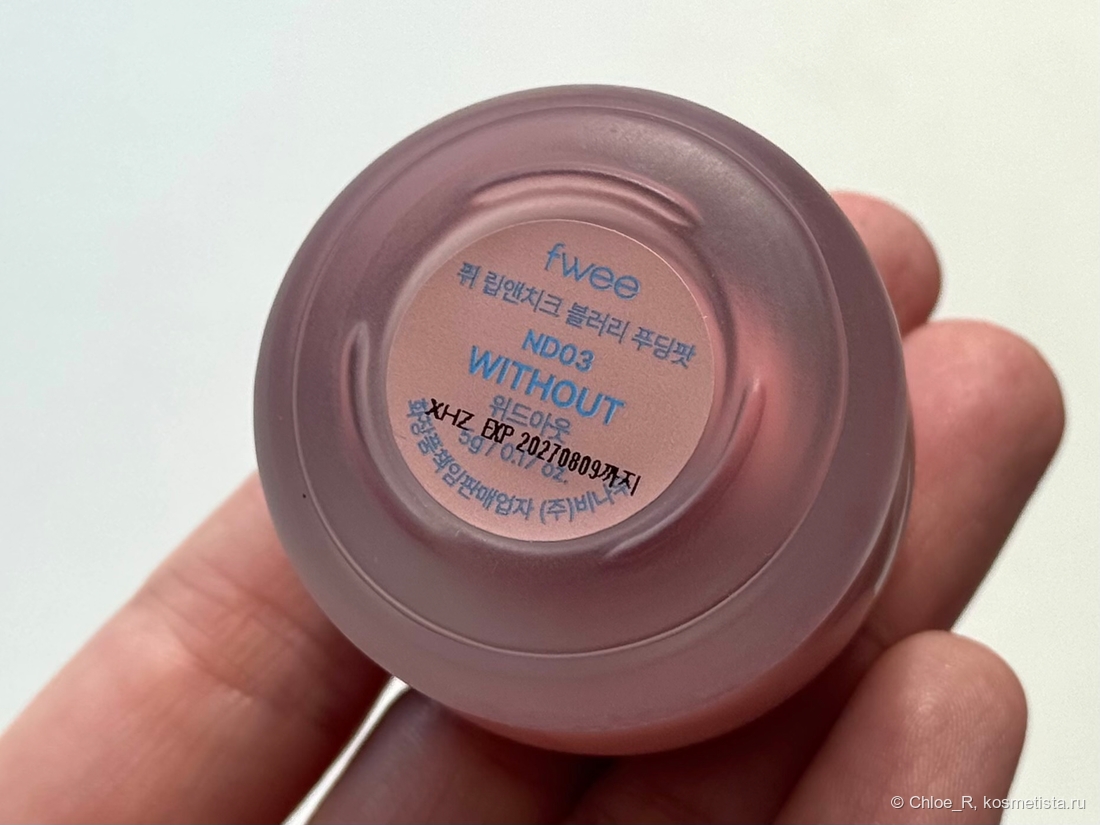 fwee
퓌 립앤치크 블러리 푸딩팟
ND03
WITHOUT
위드아웃
XHZ EXP 20270809까지
5g / 0.17 oz.
화장품책임판매업자 (주)비나우
© Chloe_R, kosmetista.ru